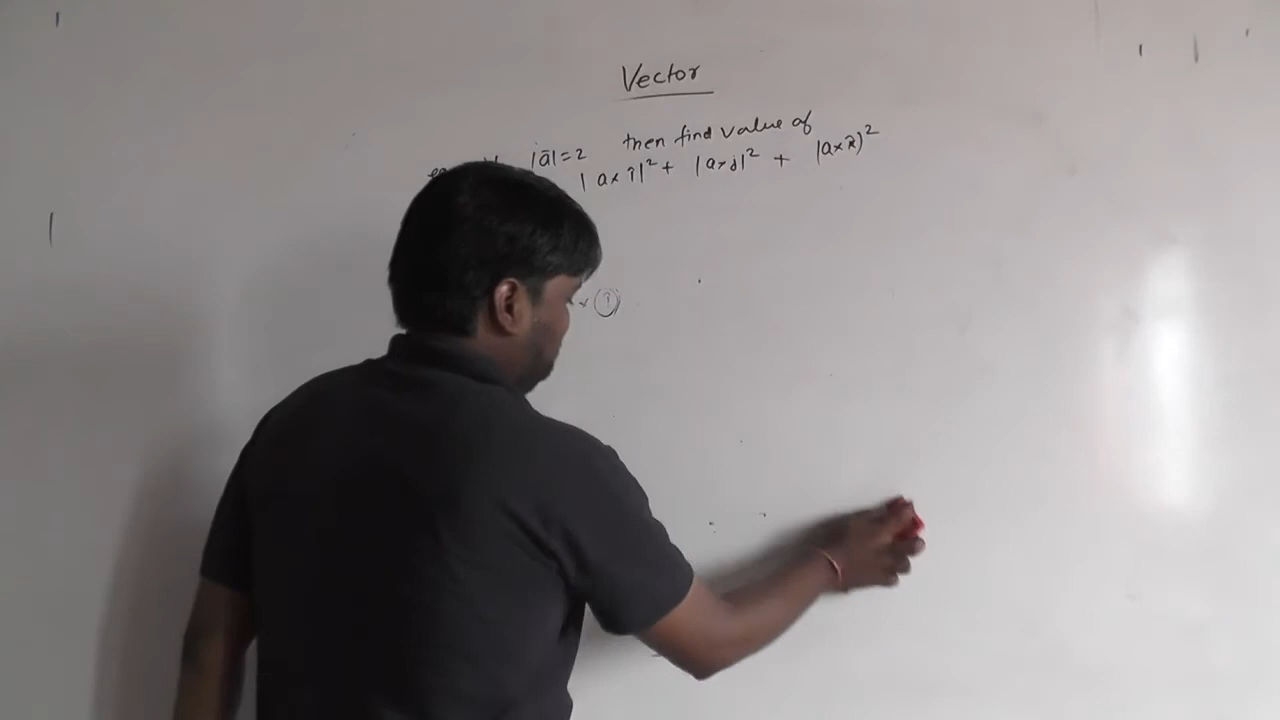 Vector
|ā|=2 then find value of
|a×î|²+ |a×ĵ|² + |a×k̂)²